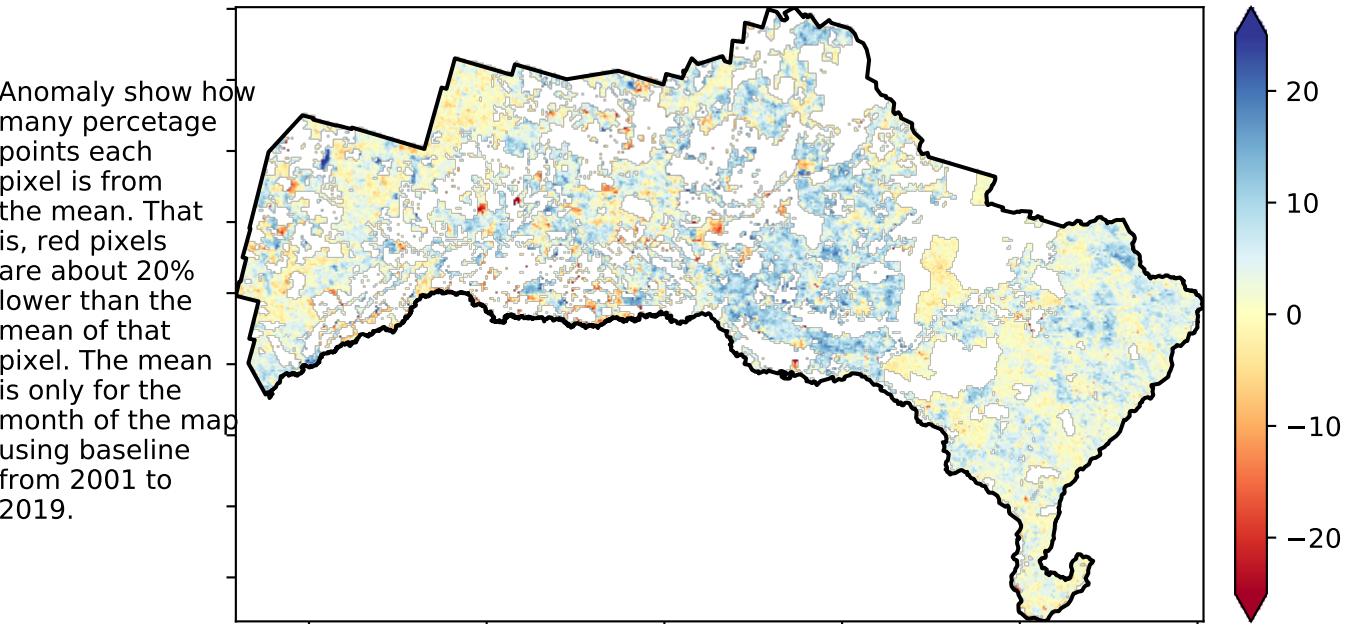 Anomaly show how
many percetage
points each
pixel is from
the mean. That
is, red pixels
are about 20%
lower than the
mean of that
pixel. The mean
is only for the
month of the map
using baseline
from 2001 to
2019.
20
10
0
−10
−20